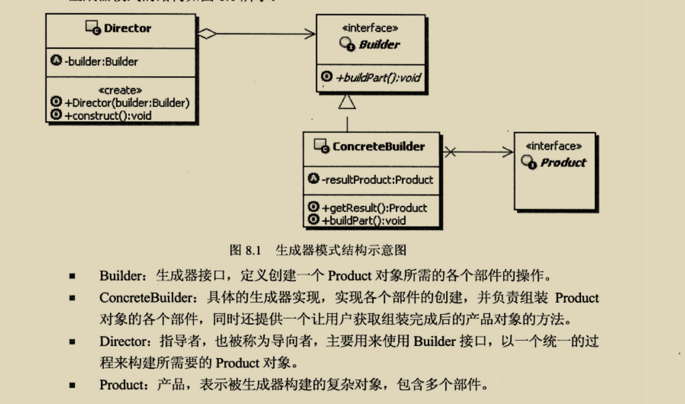 Director
-builder:Builder
«create»
+Director(builder:Builder)
+construct():void
«interface»
Builder
+buildPart():void
ConcreteBuilder
-resultProduct:Product
+getResult():Product
+buildPart():void
«interface»
Product
图 8.1 生成器模式结构示意图
■ Builder：生成器接口，定义创建一个 Product 对象所需的各个部件的操作。
■ ConcreteBuilder：具体的生成器实现，实现各个部件的创建，并负责组装 Product
对象的各个部件，同时还提供一个让用户获取组装完成后的产品对象的方法。
■ Director：指导者，也被称为导向者，主要用来使用 Builder 接口，以一个统一的过
程来构建所需要的 Product 对象。
■ Product：产品，表示被生成器构建的复杂对象，包含多个部件。